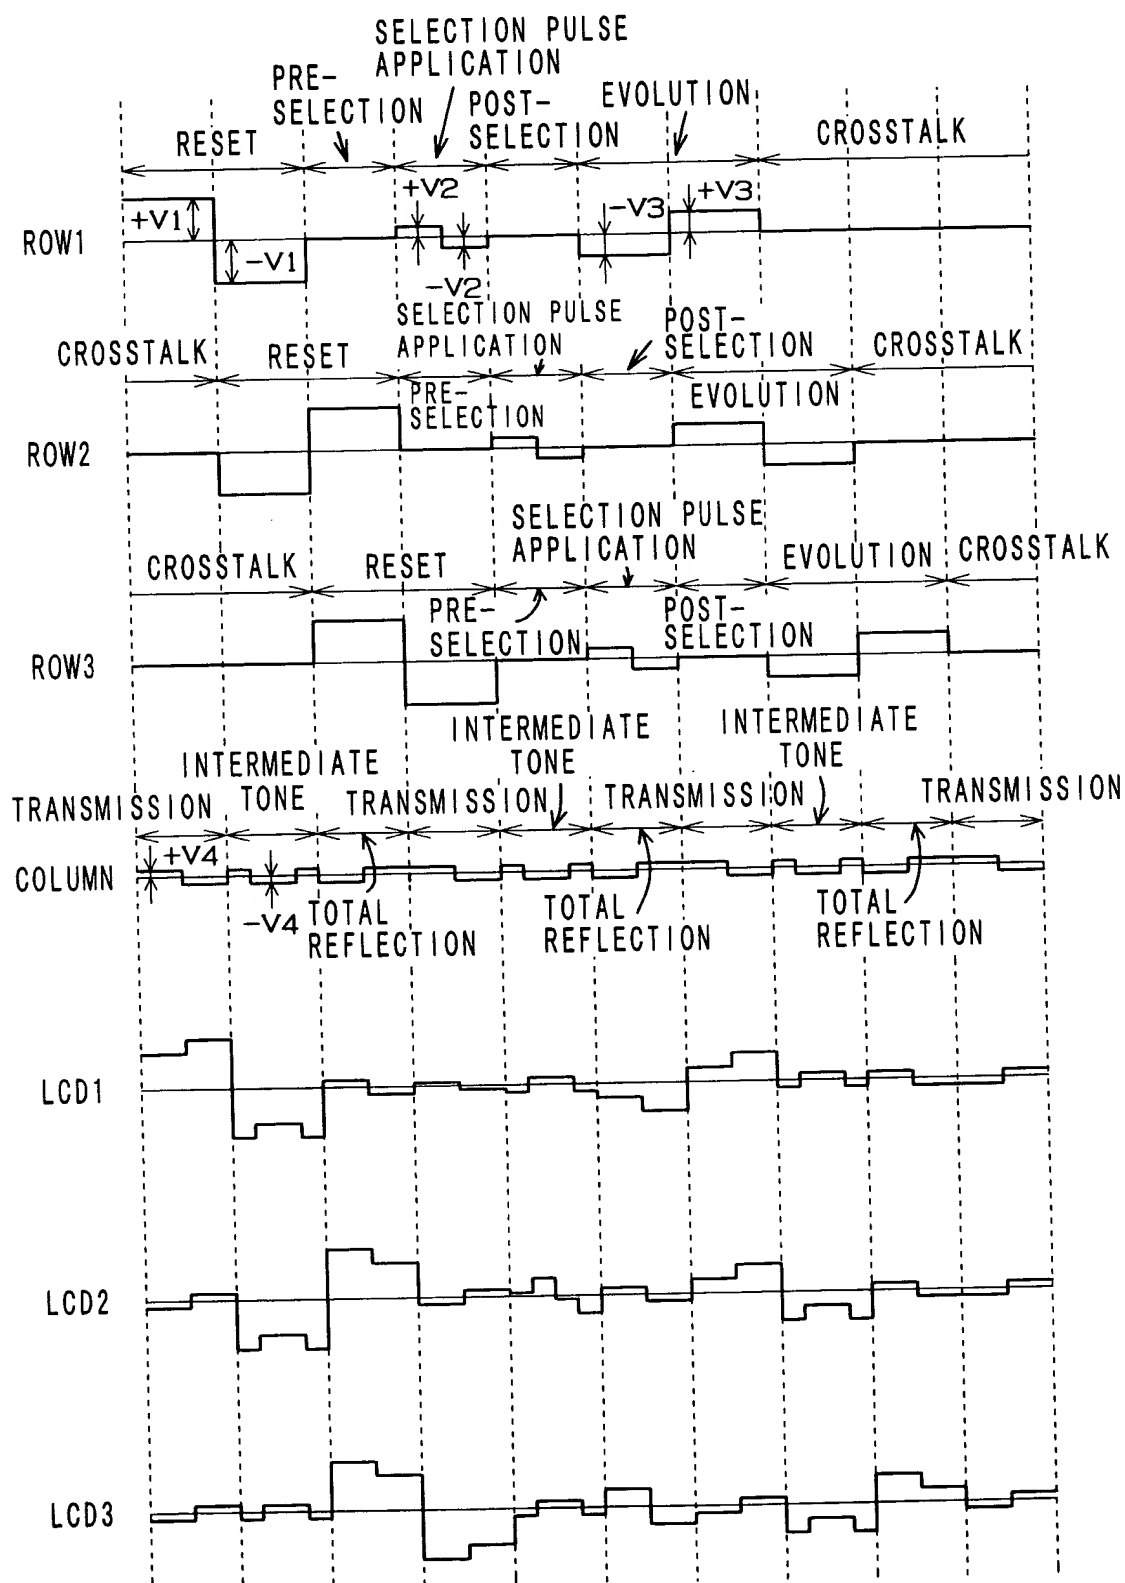 SELECTION PULSE
APPLICATION
PRE-
SELECTION
POST-
SELECTION
EVOLUTION
RESET
CROSSTALK
+V1
-V1
+V2
-V2
-V3
+V3
ROW1
SELECTION PULSE
APPLICATION
POST-
SELECTION
CROSSTALK
RESET
CROSSTALK
PRE-
SELECTION
EVOLUTION
ROW2
SELECTION PULSE
APPLICATION
CROSSTALK
RESET
EVOLUTION
CROSSTALK
PRE-
SELECTION
POST-
SELECTION
ROW3
INTERMEDIATE
TONE
INTERMEDIATE
TONE
INTERMEDIATE
TONE
TRANSMISSION
TRANSMISSION
TRANSMISSION
TRANSMISSION
+V4
-V4
COLUMN
TOTAL
REFLECTION
TOTAL
REFLECTION
TOTAL
REFLECTION
LCD1
LCD2
LCD3